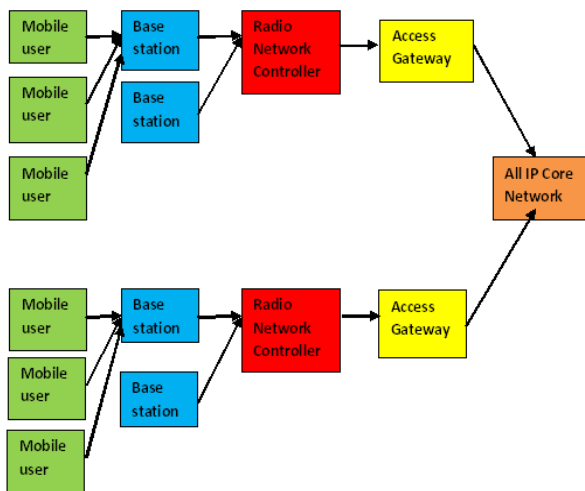 Mobile
user
Base
station
Radio
Network
Controller
Access
Gateway
Mobile
user
Base
station
Mobile
user
All IP Core
Network
Mobile
user
Base
station
Radio
Network
Controller
Access
Gateway
Mobile
user
Base
station
Mobile
user